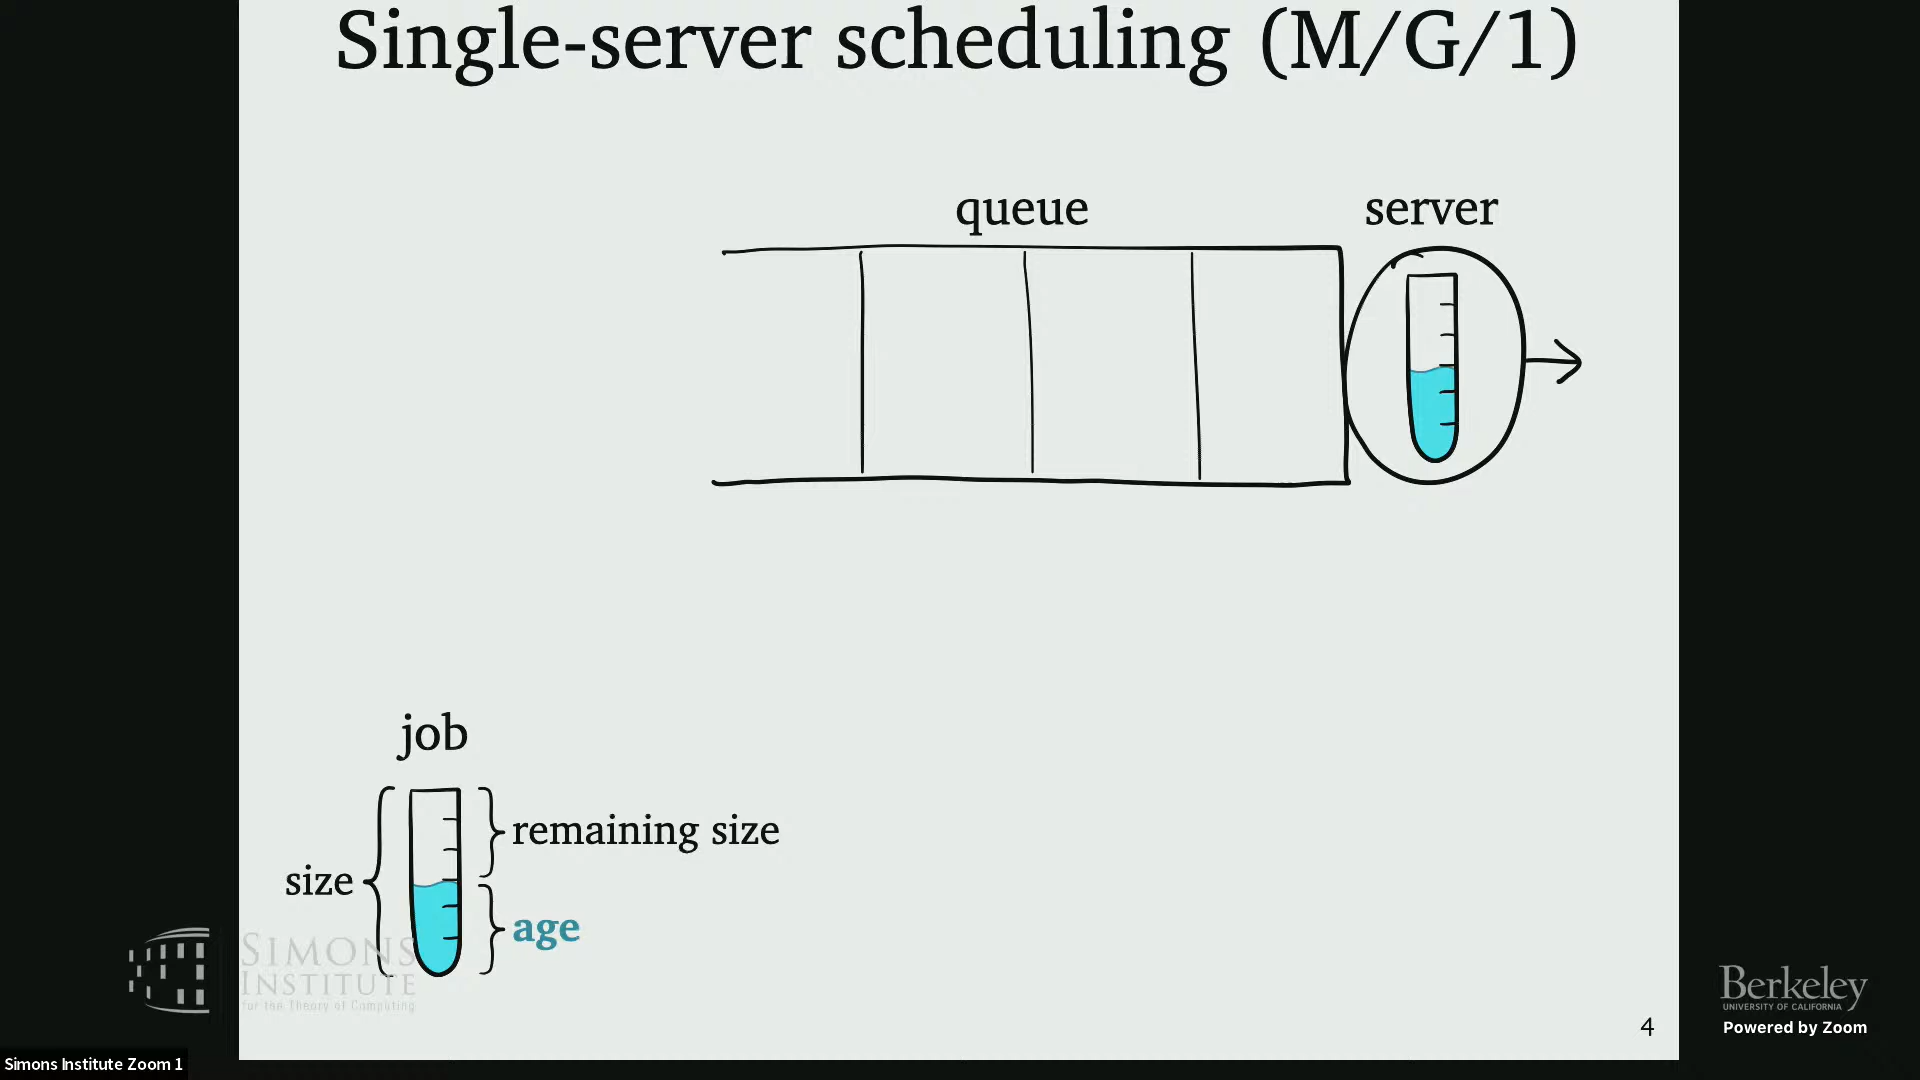 Single-server scheduling (M/G/1)
queue
server
job
remaining size
size
age
SIMONS
INSTITUTE
for the Theory of Computing
Berkeley
UNIVERSITY OF CALIFORNIA
Powered by Zoom
4
Simons Institute Zoom 1